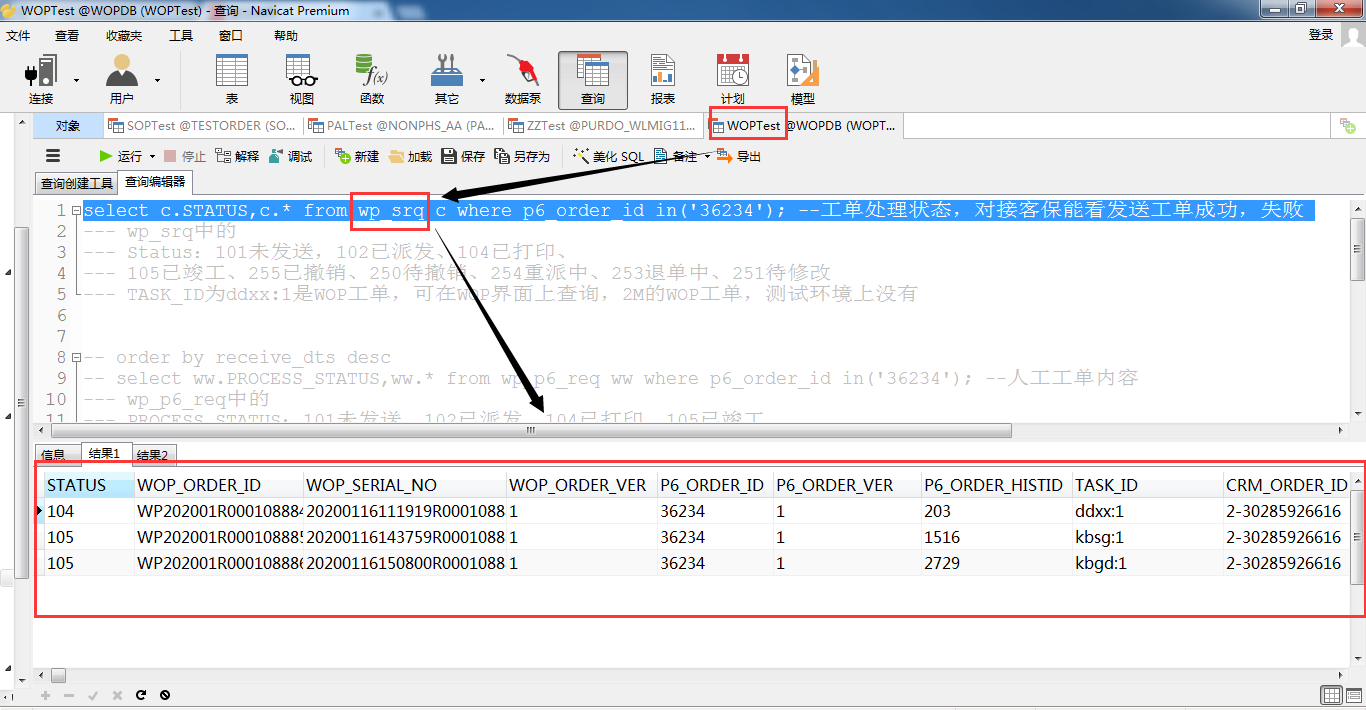 WOPTest @WOPDB (WOPTest) - 查询 - Navicat Premium
文件 查看 收藏夹 工具 窗口 帮助 登录
连接 用户 表 视图 函数 其它 数据泵 查询 报表 计划 模型
对象 SOPTest @TESTORDER (SO... PALTest @NONPHS_AA (PA... ZZTest @PURDO_WLMIG11... WOPTest @WOPDB (WOPT...
运行 停止 解释 调试 新建 加载 保存 另存为 美化 SQL 备注 导出
查询创建工具 查询编辑器
1 select c.STATUS,c.* from wp_srq c where p6_order_id in('36234'); --工单处理状态，对接客保能看发送工单成功，失败
2 --- wp_srq中的
3 --- Status：101未发送，102已派发、104已打印、
4 --- 105已竣工、255已撤销、250待撤销、254重派中、253退单中、251待修改
5 --- TASK_ID为ddxx:1是WOP工单，可在WOP界面上查询，2M的WOP工单，测试环境上没有
6
7
8 -- order by receive_dts desc
9 -- select ww.PROCESS_STATUS,ww.* from wp_p6_req ww where p6_order_id in('36234'); --人工工单内容
10 --- wp_p6_req中的
11 --- PROCESS_STATUS：101未发送，102已派发、104已打印、105已竣工
信息 结果1 结果2
STATUS WOP_ORDER_ID WOP_SERIAL_NO WOP_ORDER_VER P6_ORDER_ID P6_ORDER_VER P6_ORDER_HISTID TASK_ID CRM_ORDER_ID
104 WP202001R000108884 20200116111919R0001088 1 36234 1 203 ddxx:1 2-30285926616
105 WP202001R000108885 20200116143759R0001088 1 36234 1 1516 kbsg:1 2-30285926616
105 WP202001R000108886 20200116150800R0001088 1 36234 1 2729 kbgd:1 2-30285926616